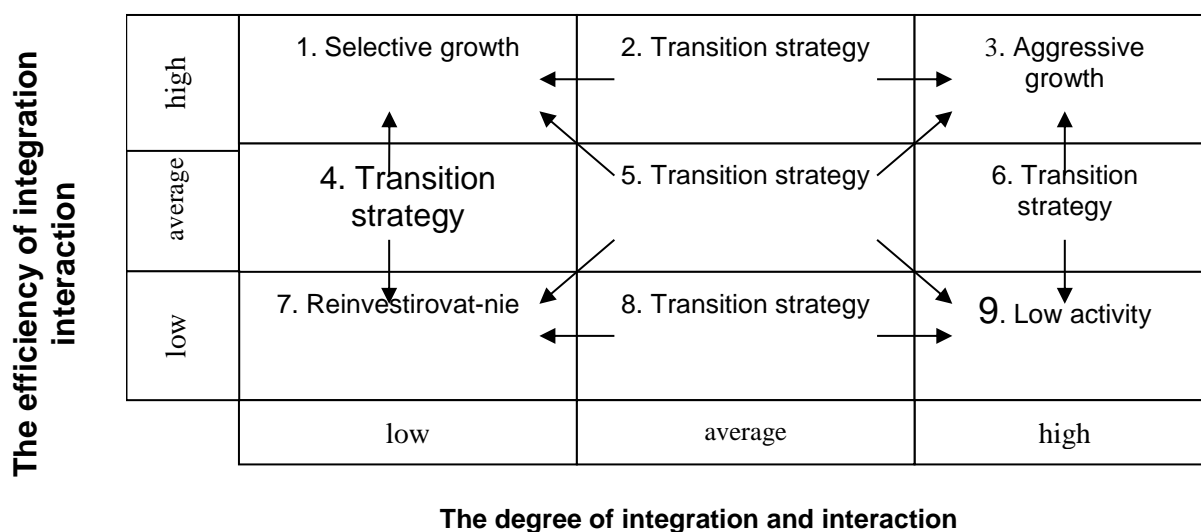 The efficiency of integration
interaction
high
1. Selective growth
2. Transition strategy
3. Aggressive
growth
average
4. Transition
strategy
5. Transition strategy
6. Transition
strategy
low
7. Reinvestirovat-nie
8. Transition strategy
9. Low activity
low
average
high
The degree of integration and interaction